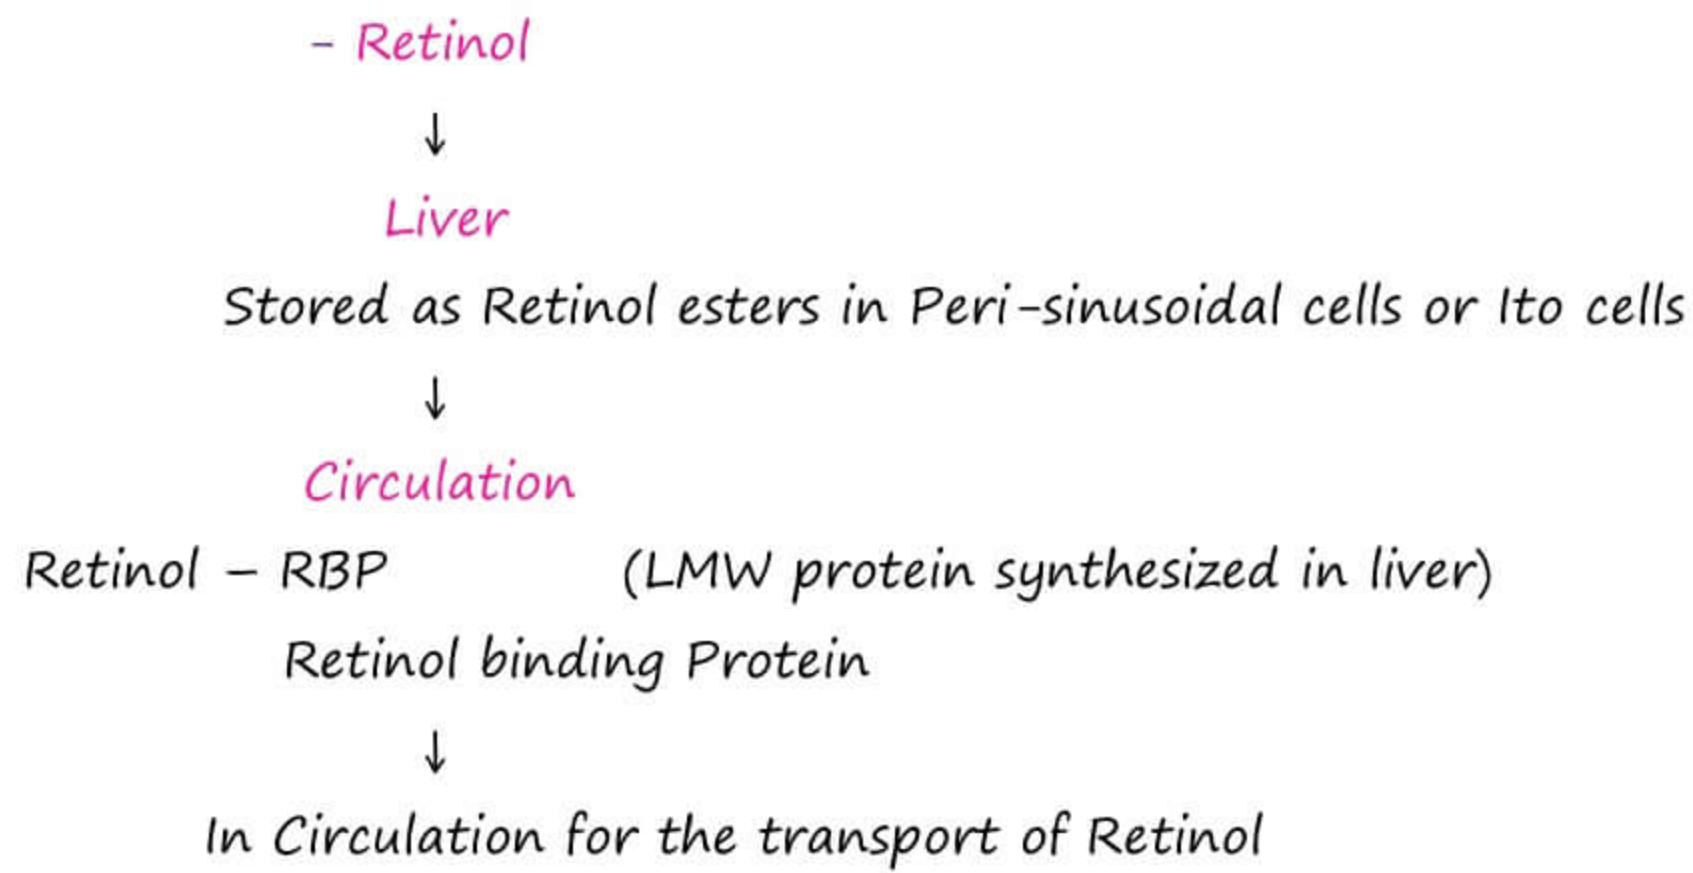 - Retinol
↓
Liver
Stored as Retinol esters in Peri-sinusoidal cells or Ito cells
↓
Circulation
Retinol – RBP (LMW protein synthesized in liver)
Retinol binding Protein
↓
In Circulation for the transport of Retinol